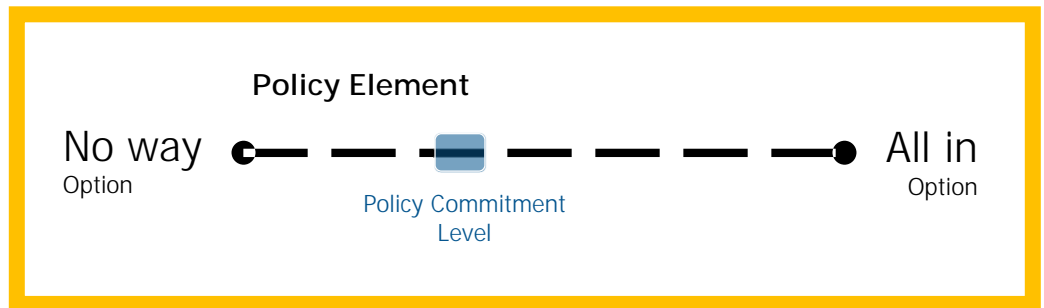 Policy Element
No way
Option
All in
Option
Policy Commitment
Level